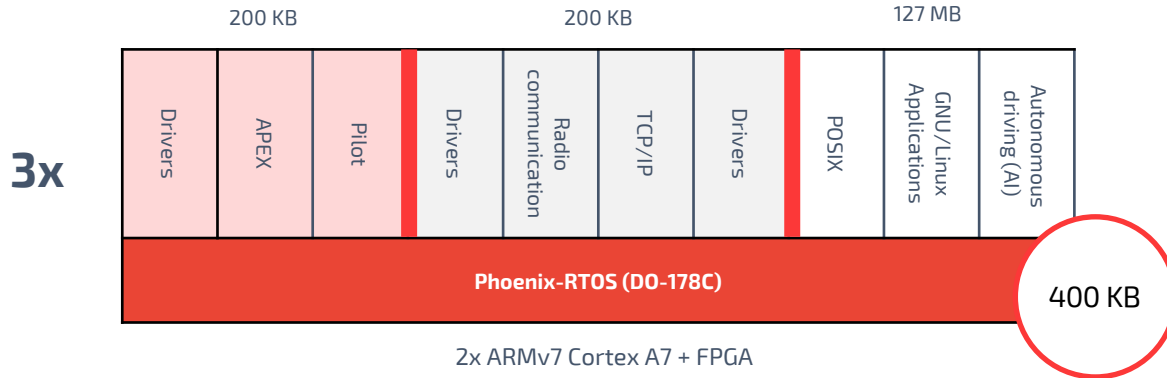 200 KB
200 KB
127 MB
3x
Drivers
APEX
Pilot
Drivers
Radio
communication
TCP/IP
Drivers
POSIX
GNU/Linux
Applications
Autonomous
driving (AI)
Phoenix-RTOS (DO-178C)
400 KB
2x ARMv7 Cortex A7 + FPGA